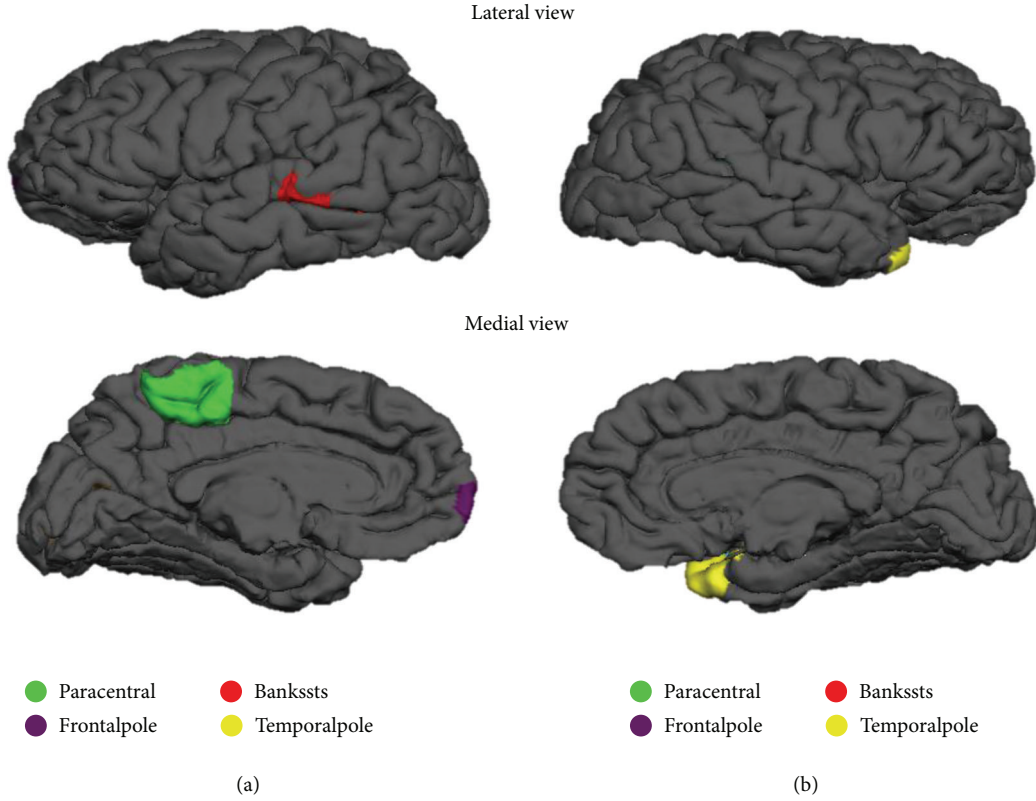 Lateral view
Medial view
Paracentral
Bankssts
Frontalpole
Temporalpole
Paracentral
Bankssts
Frontalpole
Temporalpole
(a)
(b)